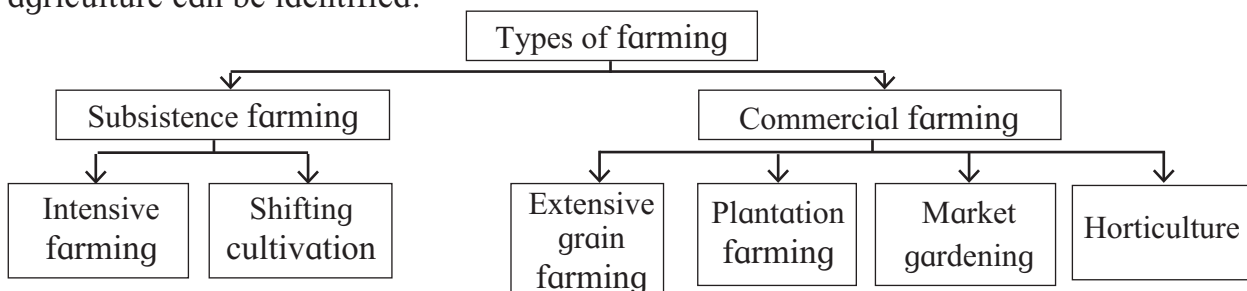 agriculture can be identified.
Types of farming
Subsistence farming
Commercial farming
Intensive
farming
Shifting
cultivation
Extensive
grain
farming
Plantation
farming
Market
gardening
Horticulture